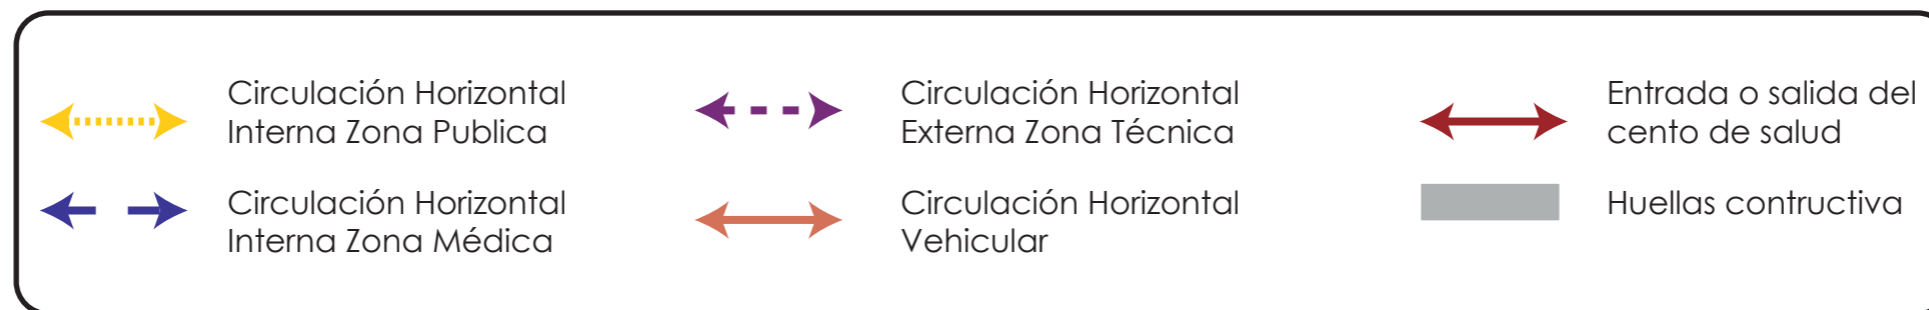 Circulación Horizontal
Interna Zona Publica
Circulación Horizontal
Interna Zona Médica
Circulación Horizontal
Externa Zona Técnica
Circulación Horizontal
Vehicular
Entrada o salida del
cento de salud
Huellas contructiva